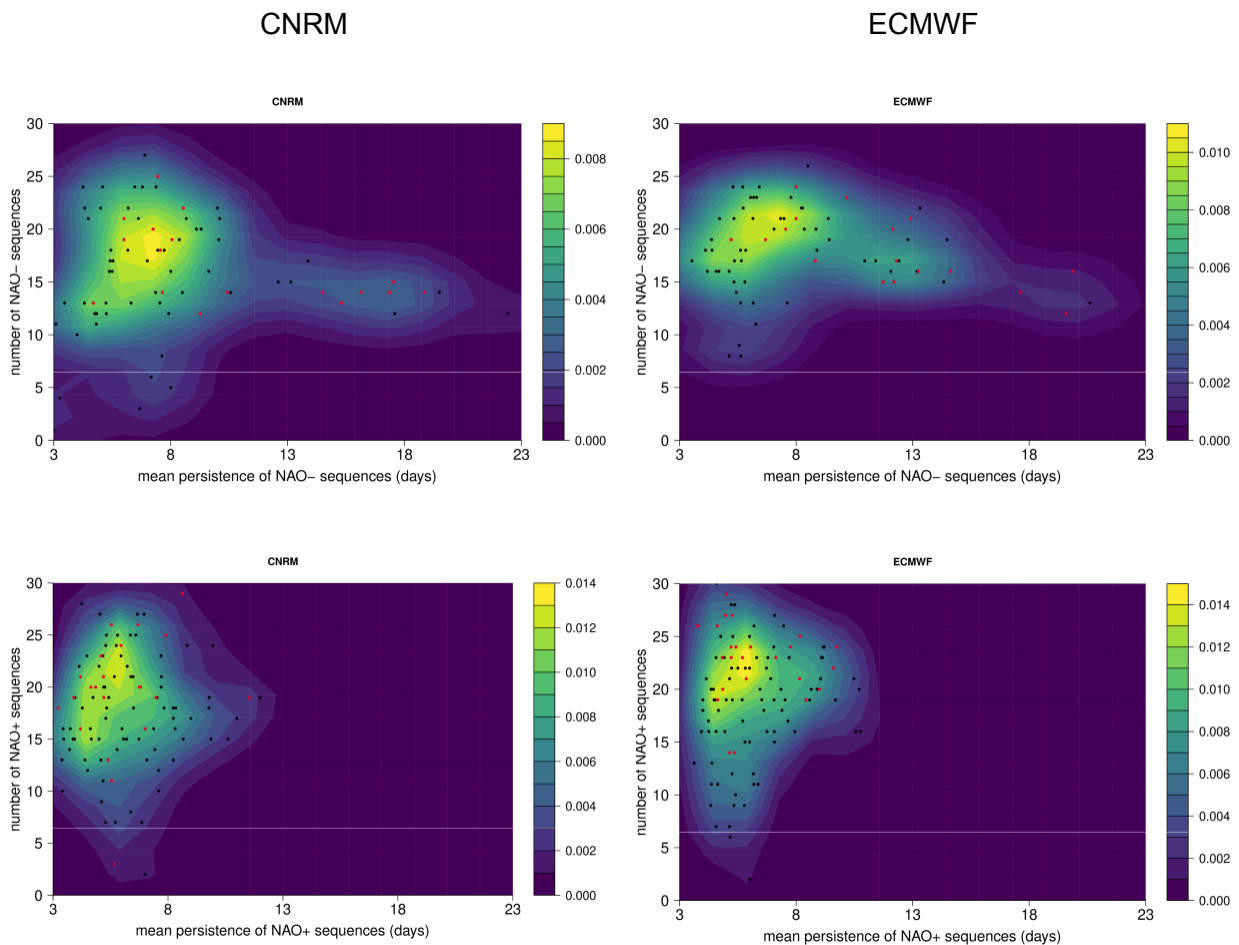 CNRM ECMWF
CNRM ECMWF
30 25 20 15 10 5 0
number of NAO− sequences
3 8 13 18 23
mean persistence of NAO− sequences (days)
0.008 0.006 0.004 0.002 0.000
30 25 20 15 10 5 0
number of NAO− sequences
3 8 13 18 23
mean persistence of NAO− sequences (days)
0.010 0.008 0.006 0.004 0.002 0.000
CNRM ECMWF
30 25 20 15 10 5 0
number of NAO+ sequences
3 8 13 18 23
mean persistence of NAO+ sequences (days)
0.014 0.012 0.010 0.008 0.006 0.004 0.002 0.000
30 25 20 15 10 5 0
number of NAO+ sequences
3 8 13 18 23
mean persistence of NAO+ sequences (days)
0.014 0.012 0.010 0.008 0.006 0.004 0.002 0.000